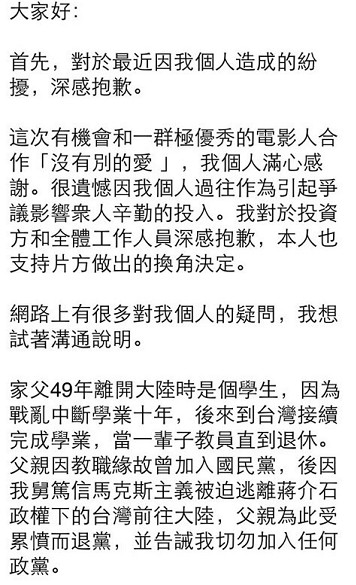 大家好：
首先，對於最近因我個人造成的紛
擾，深感抱歉。
這次有機會和一群極優秀的電影人合
作「沒有別的愛 」，我個人滿心感
謝。很遺憾因我個人過往作為引起爭
議影響衆人辛勤的投入。我對於投資
方和全體工作人員深感抱歉，本人也
支持片方做出的換角決定。
網路上有很多對我個人的疑問，我想
試著溝通說明。
家父49年離開大陸時是個學生，因為
戰亂中斷學業十年，後來到台灣接續
完成學業，當一輩子教員直到退休。
父親因教職緣故曾加入國民黨，後因
我舅篤信馬克斯主義被迫逃離蔣介石
政權下的台灣前往大陸，父親為此受
累憤而退黨，並告誡我切勿加入任何
政黨。